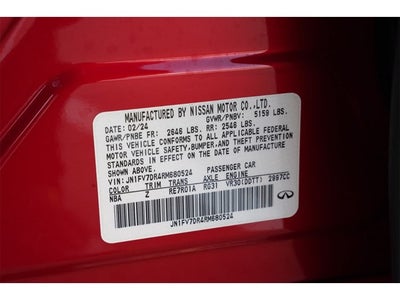 MANUFACTURED BY NISSAN MOTOR CO.,LTD.
DATE: 02/24 GVWR/PNBV: 5159 LBS.
GAWR/PNBE FR: 2646 LBS. RR: 2546 LBS.
THIS VEHICLE CONFORMS TO ALL APPLICABLE FEDERAL
MOTOR VEHICLE SAFETY, BUMPER, AND THEFT
PREVENTION STANDARDS IN EFFECT ON THE DATE OF MANUFACTURE
SHOWN ABOVE.
VIN: JN1FV7DR4RM680524 PASSENGER CAR
COLOR TRIM TRANS AXLE ENGINE
NBA Z RE7R01A RG31 VR30(DDTT) 2997CC
JN1FV7DR4RM680524
INFINITI